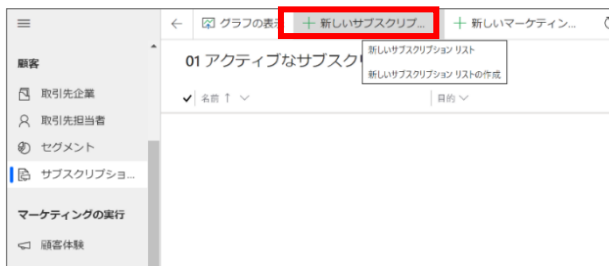 グラフの表示
新しいサブスクリプ...
新しいマーケティン...
新しいサブスクリプション リスト
新しいサブスクリプション リストの作成
01 アクティブなサブスク
名前 ↑
目的
顧客
取引先企業
取引先担当者
セグメント
サブスクリプショ...
マーケティングの実行
顧客体験